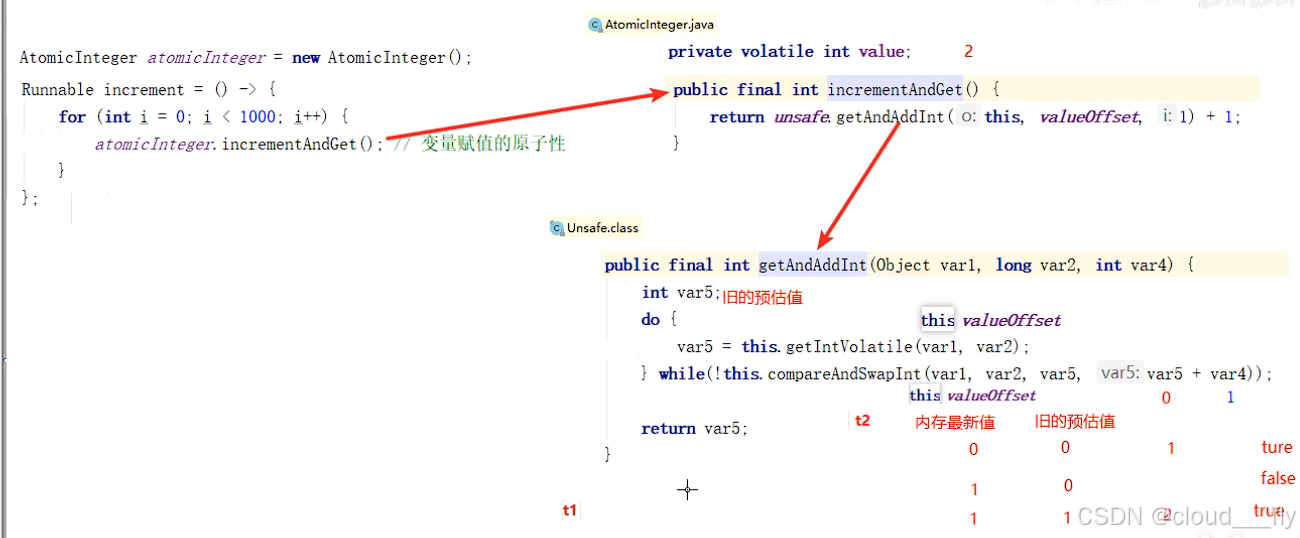 AtomicInteger.java
AtomicInteger atomicInteger = new AtomicInteger();
Runnable increment = () -> {
for (int i = 0; i < 1000; i++) {
atomicInteger.incrementAndGet(); // 变量赋值的原子性
}
};
private volatile int value; 2
public final int incrementAndGet() {
return unsafe.getAndAddInt( o: this, valueOffset, i: 1) + 1;
}
Unsafe.class
public final int getAndAddInt(Object var1, long var2, int var4) {
int var5; 旧的预估值
do { this valueOffset
var5 = this.getIntVolatile(var1, var2);
} while(!this.compareAndSwapInt(var1, var2, var5, var5: var5 + var4));
this valueOffset 0 1
return var5; t2 内存最新值 旧的预估值
} 0 0 1 ture
1 0 false
t1 1 1 2 true
CSDN @cloud___fly